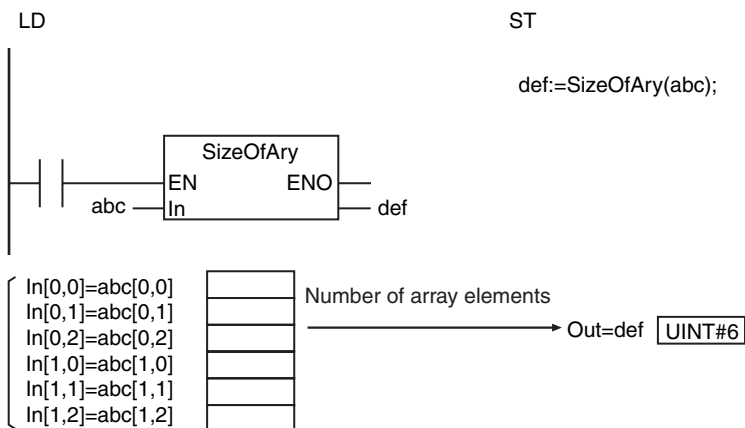 LD
ST
def:=SizeOfAry(abc);
SizeOfAry
EN ENO
abc In def
In[0,0]=abc[0,0]
In[0,1]=abc[0,1]
In[0,2]=abc[0,2]
In[1,0]=abc[1,0]
In[1,1]=abc[1,1]
In[1,2]=abc[1,2]
Number of array elements
Out=def UINT#6